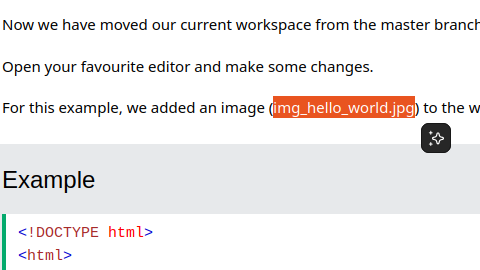 Now we have moved our current workspace from the master branch
Open your favourite editor and make some changes.
For this example, we added an image (img_hello_world.jpg) to the w
Example
<!DOCTYPE html>
<html>